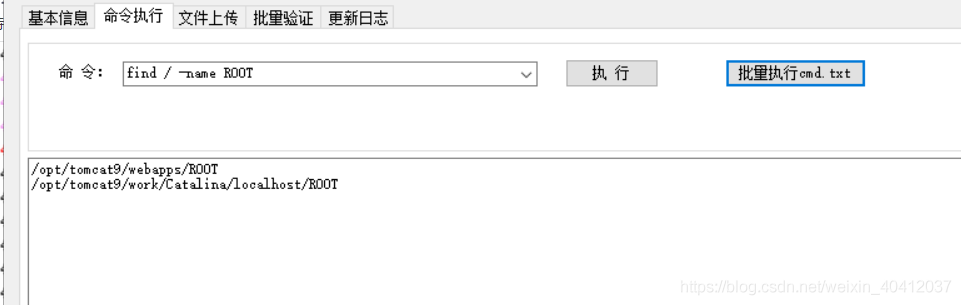 基本信息 命令执行 文件上传 批量验证 更新日志
命 令: find / -name ROOT 执 行 批量执行cmd.txt
/opt/tomcat9/webapps/ROOT
/opt/tomcat9/work/Catalina/localhost/ROOT
https://blog.csdn.net/weixin_40412037